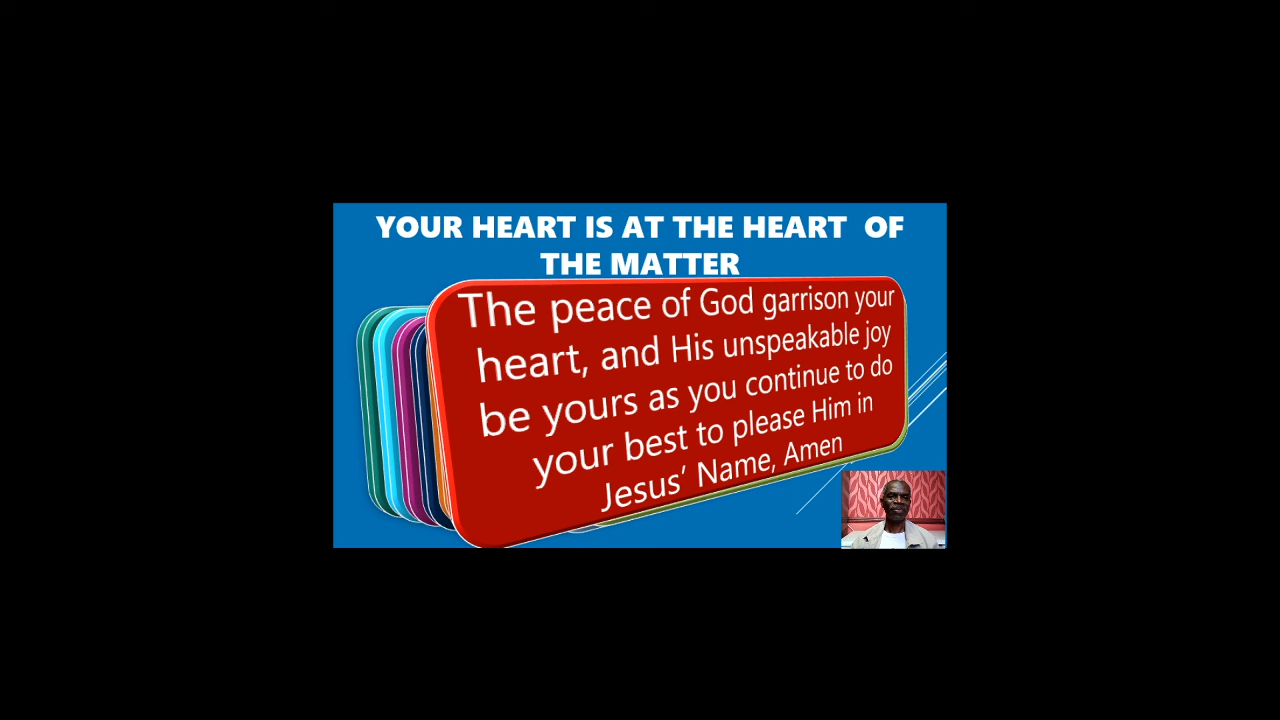 YOUR HEART IS AT THE HEART OF
THE MATTER
The peace of God garrison your
heart, and His unspeakable joy
be yours as you continue to do
your best to please Him in
Jesus’ Name, Amen